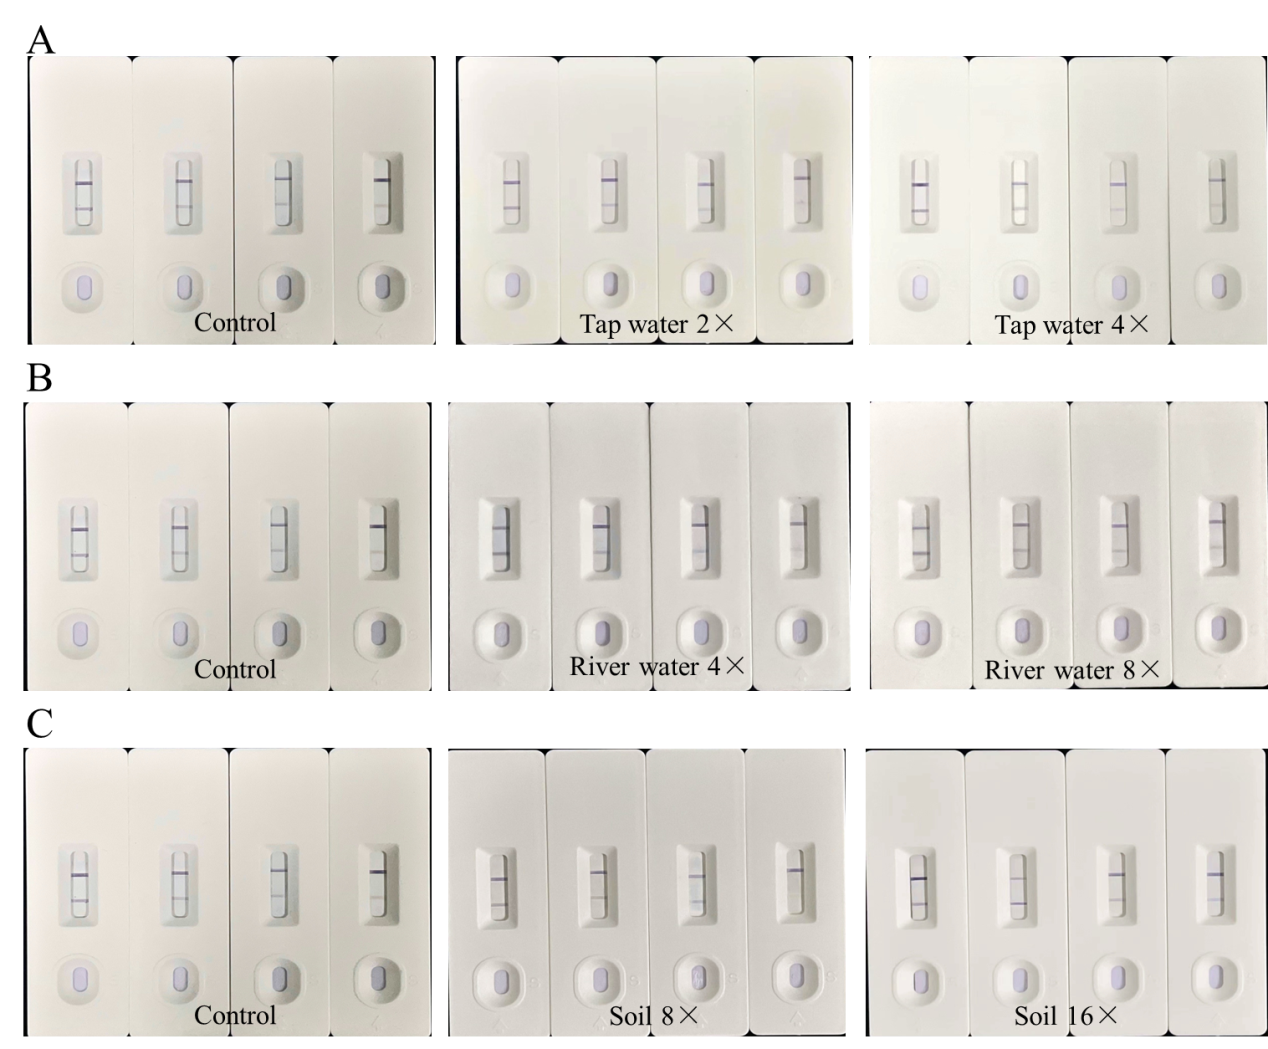 A
Control
Tap water 2×
Tap water 4×
B
Control
River water 4×
River water 8×
C
Control
Soil 8×
Soil 16×